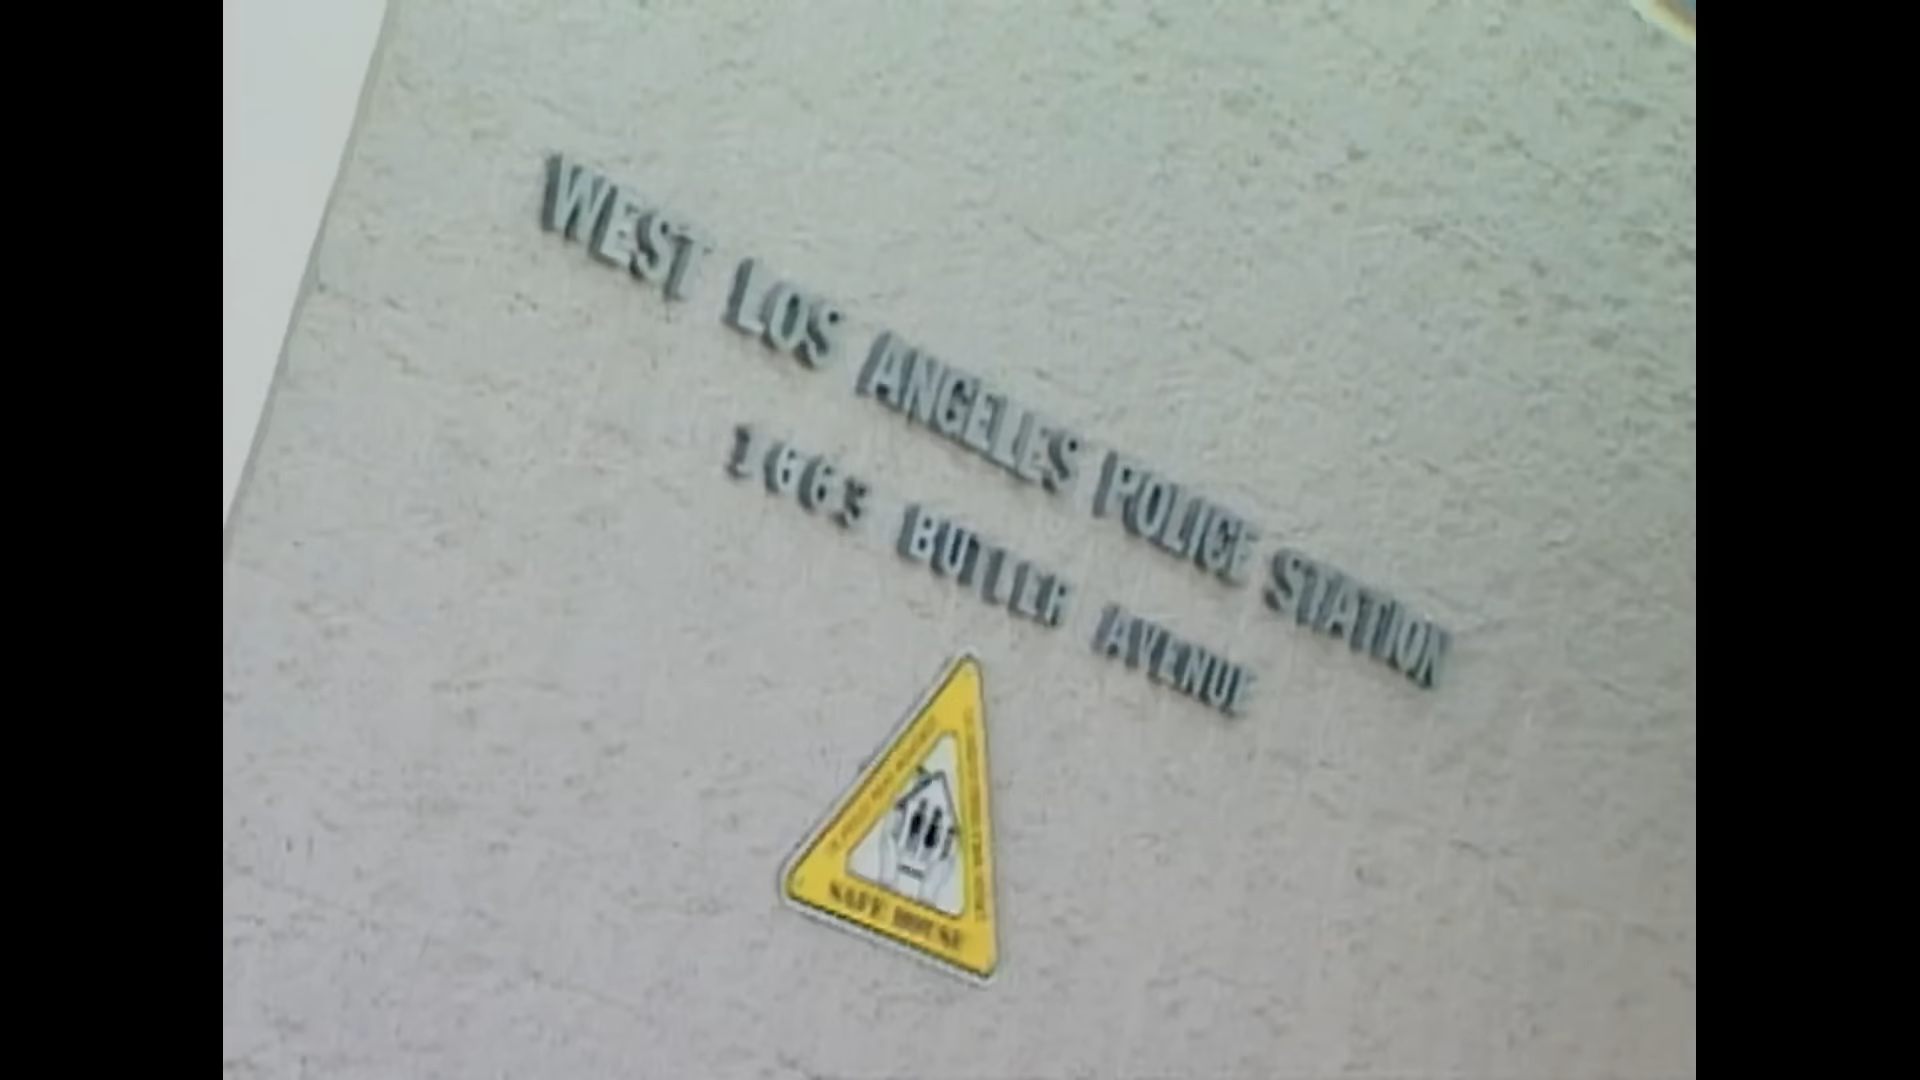 WEST LOS ANGELES POLICE STATION
1663 BUTLER AVENUE
SAFE HOUSE